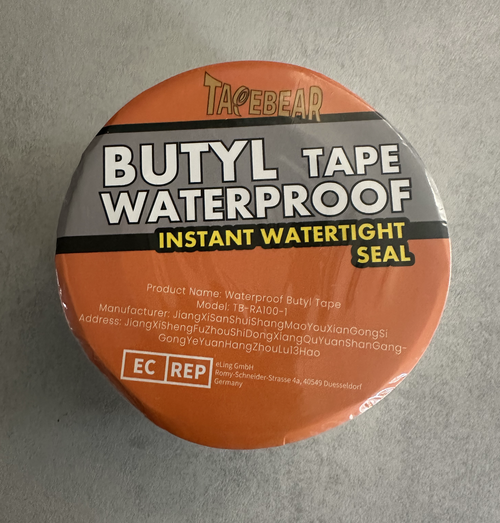 TAPEBEAR
BUTYL TAPE
WATERPROOF
INSTANT WATERTIGHT
SEAL
Product Name: Waterproof Butyl Tape
Model: TB-RA100-1
Manufacturer: JiangXiSanShuiShangMaoYouXianGongSi
Address: JiangXiShengFuZhouShiDongXiangQuYuanShanGang-
GongYeYuanHangZhouLu13Hao
EC REP
eLing GmbH
Romy-Schneider-Strasse 4a, 40549 Duesseldorf
Germany